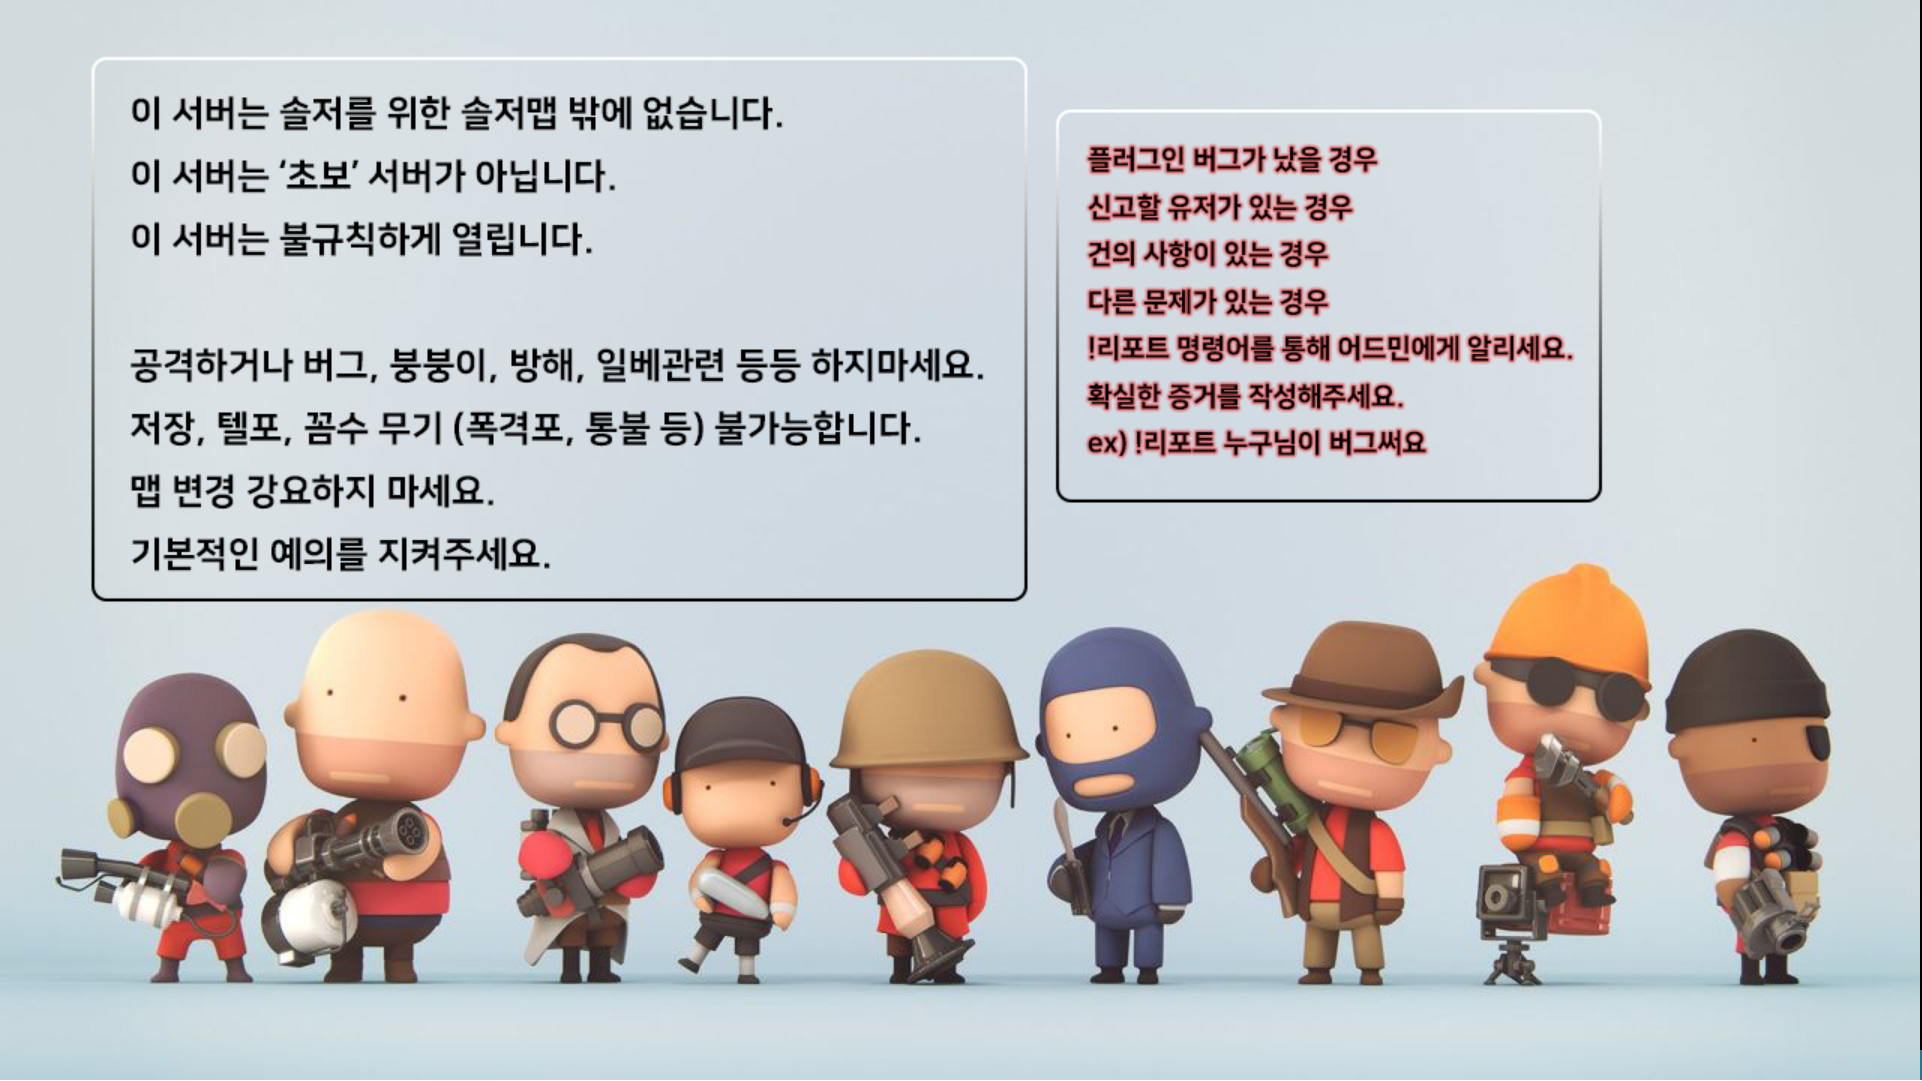 이 서버는 솔저를 위한 솔저맵 밖에 없습니다.
이 서버는 ‘초보’ 서버가 아닙니다.
이 서버는 불규칙하게 열립니다.
공격하거나 버그, 붕붕이, 방해, 일베관련 등등 하지마세요.
저장, 텔포, 꼼수 무기 (폭격포, 통불 등) 불가능합니다.
맵 변경 강요하지 마세요.
기본적인 예의를 지켜주세요.
플러그인 버그가 났을 경우
신고할 유저가 있는 경우
건의 사항이 있는 경우
다른 문제가 있는 경우
!리포트 명령어를 통해 어드민에게 알리세요.
확실한 증거를 작성해주세요.
ex) !리포트 누구님이 버그써요